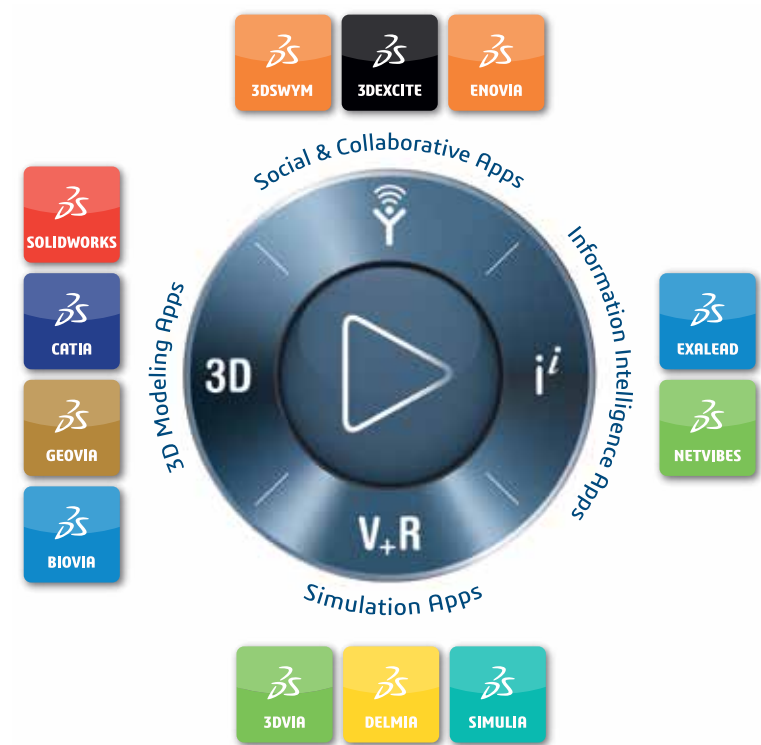 3DSWYM
3DEXCITE
ENOVIA
Social & Collaborative Apps
SOLIDWORKS
CATIA
GEOVIA
BIOVIA
3D Modeling Apps
3D
iⁱ
V+R
Information Intelligence Apps
EXALEAD
NETVIBES
Simulation Apps
3DVIA
DELMIA
SIMULIA